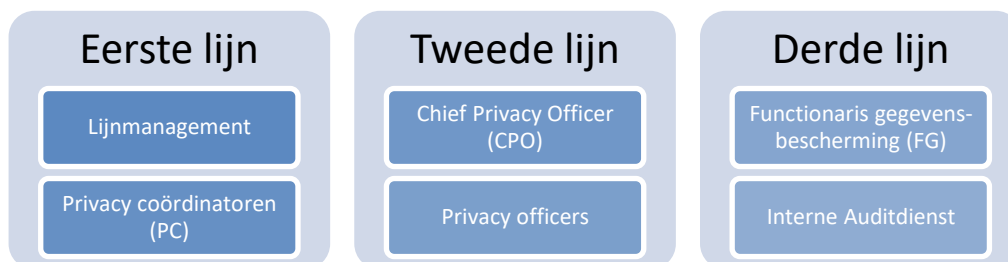 Eerste lijn
Lijnmanagement
Privacy coördinatoren
(PC)
Tweede lijn
Chief Privacy Officer
(CPO)
Privacy officers
Derde lijn
Functionaris gegevens-
bescherming (FG)
Interne Auditdienst